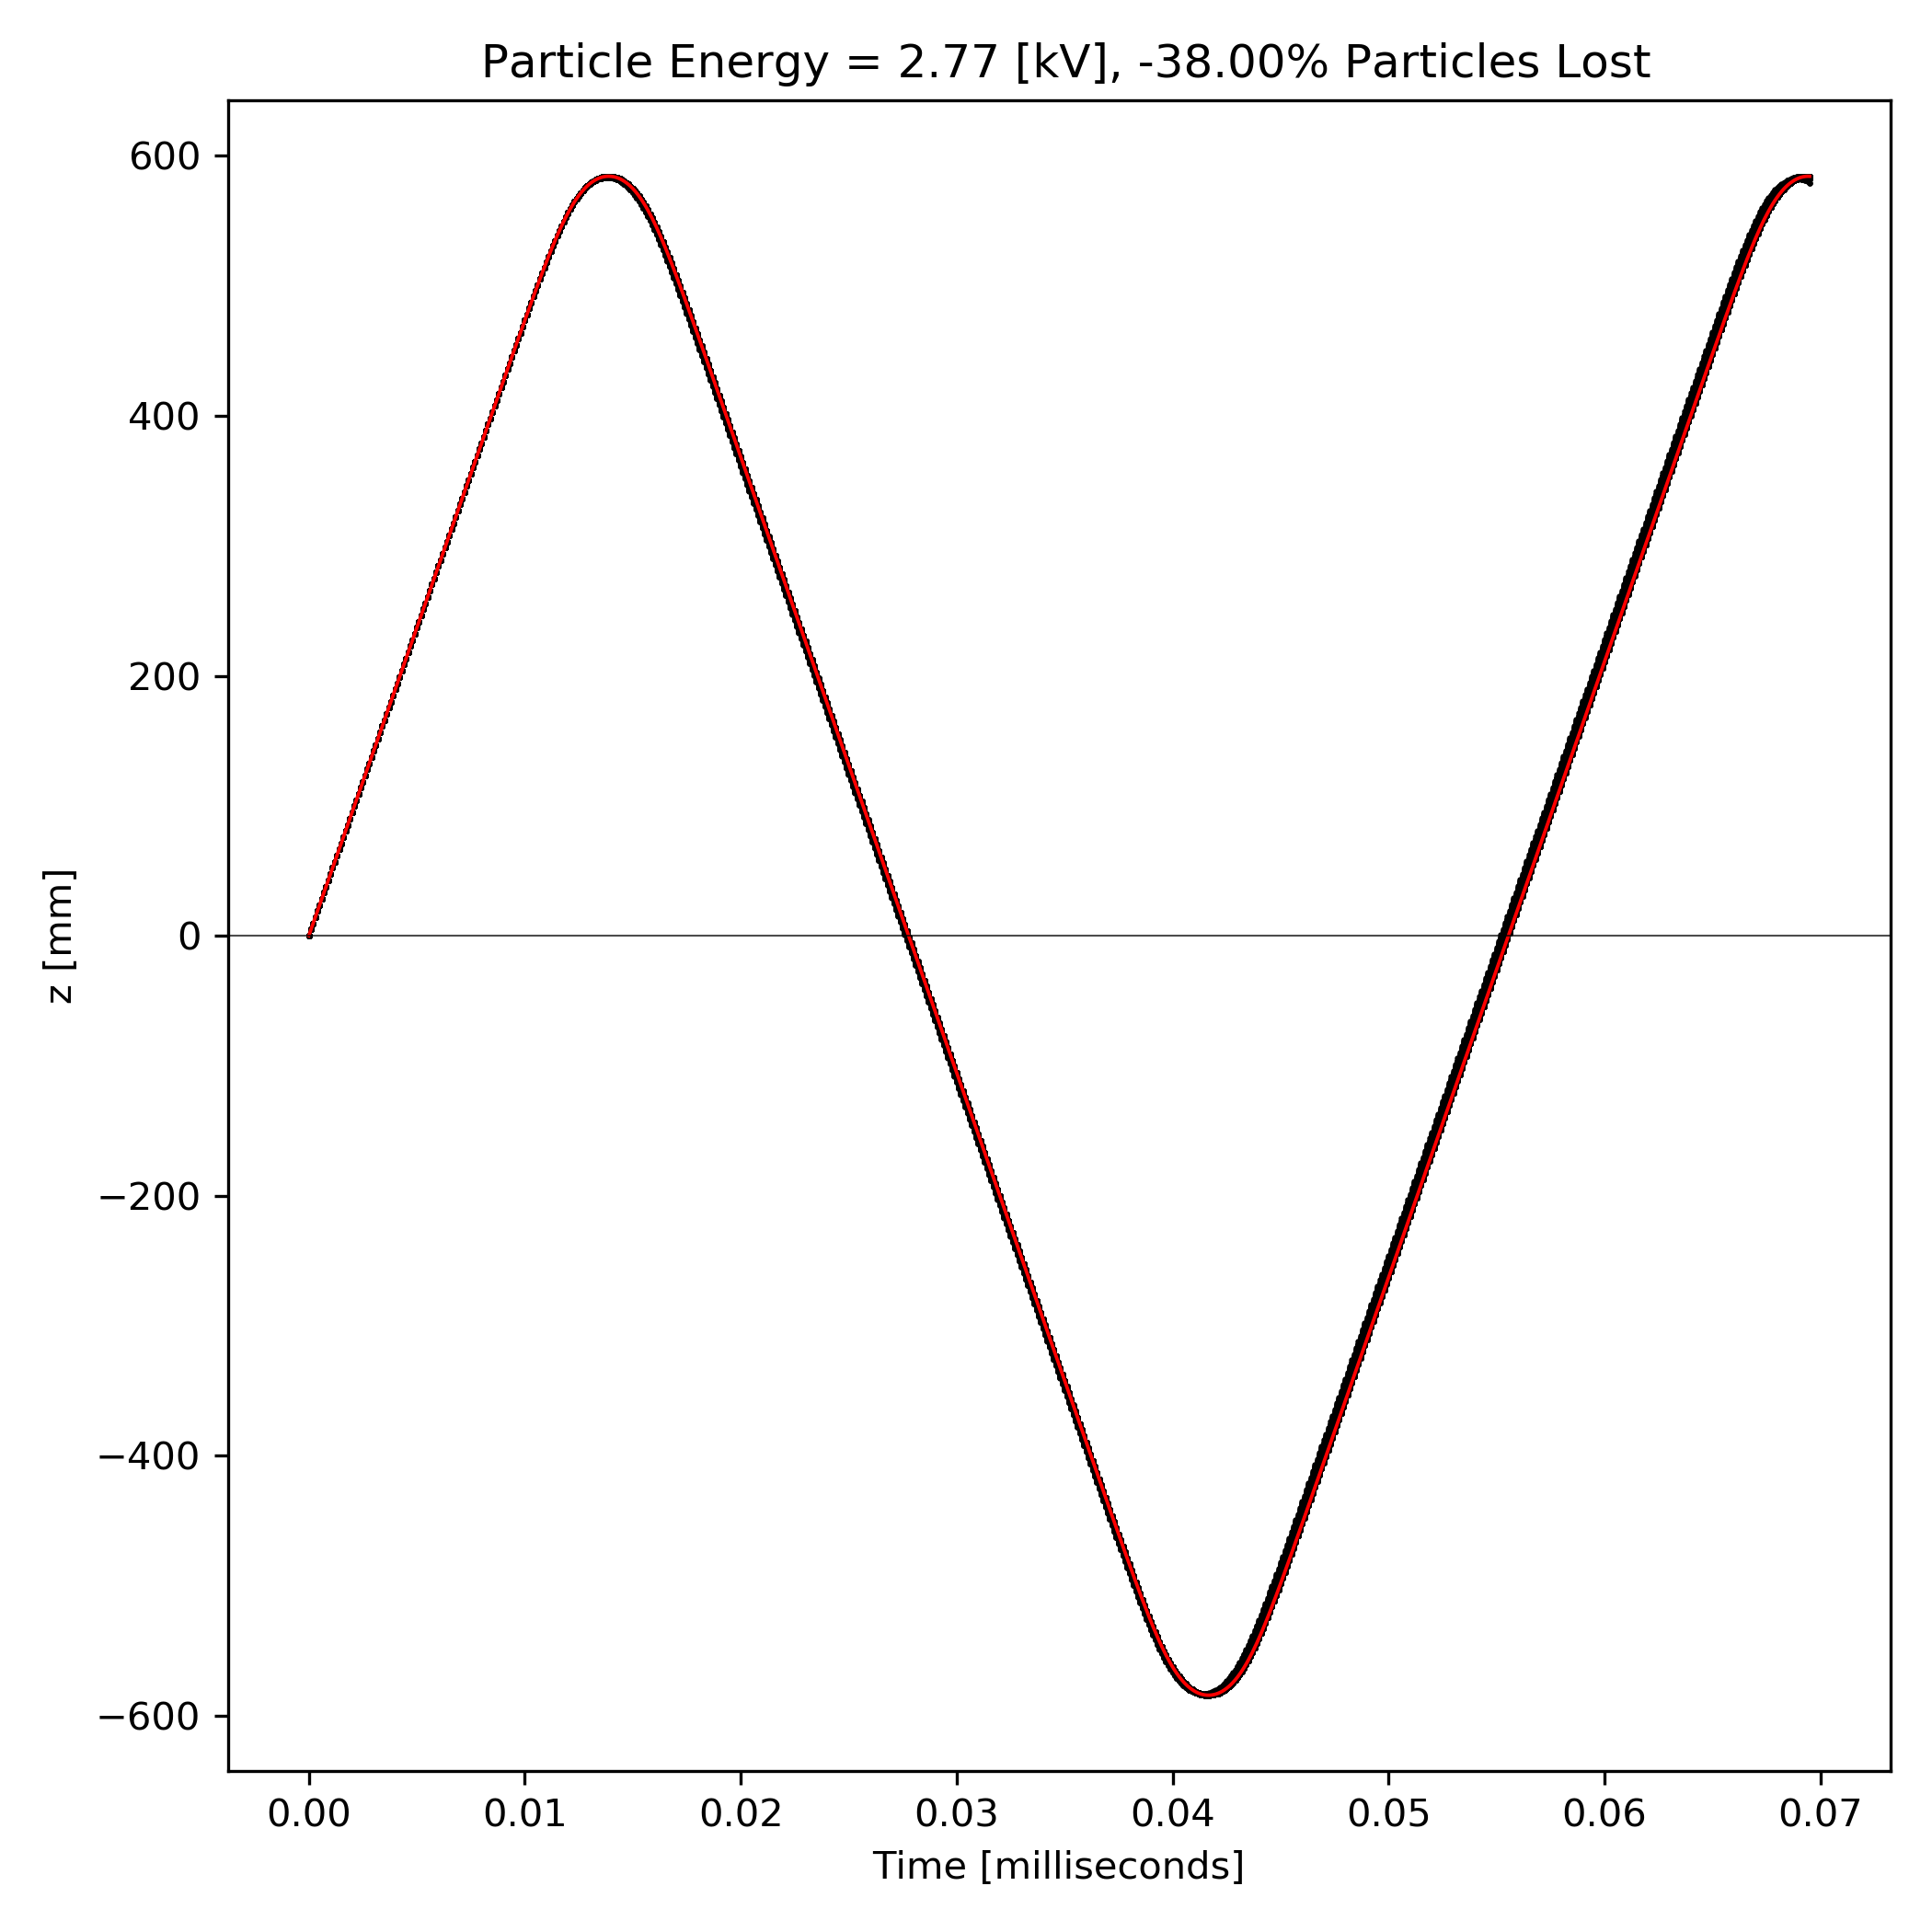 Particle Energy = 2.77 [kV], -38.00% Particles Lost
600
400
200
0
−200
−400
−600
z [mm]
0.00 0.01 0.02 0.03 0.04 0.05 0.06 0.07
Time [milliseconds]